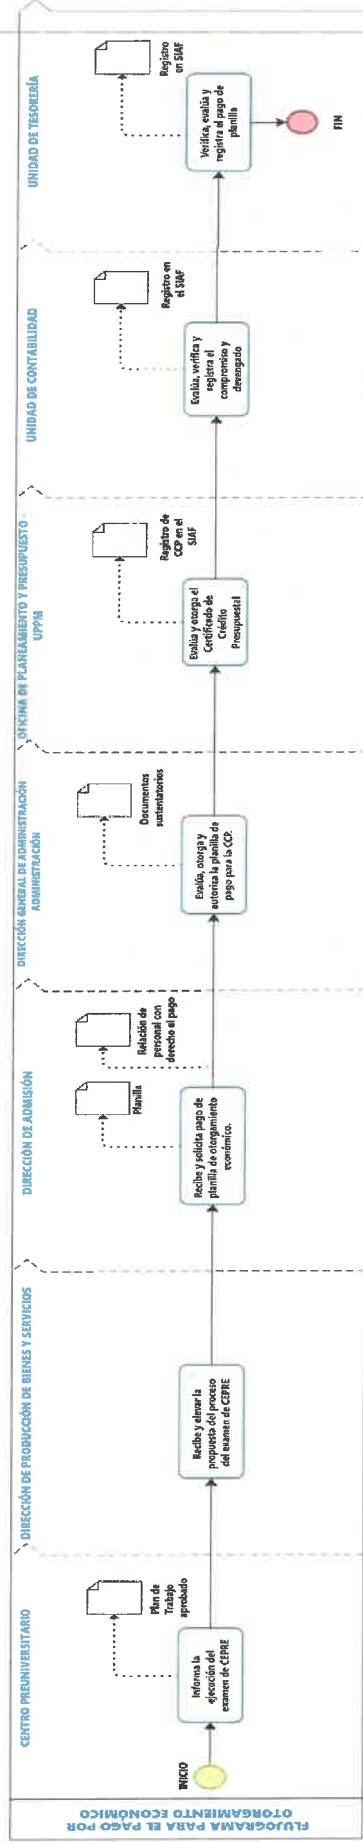 FLUJOGRAMA PARA EL PAGO POR
OTORGAMIENTO ECONÓMICO
CENTRO PREUNIVERSITARIO
INICIO
Informa la
ejecución del
examen de CEPRE
Plan de
Trabajo
aprobado
DIRECCIÓN DE PRODUCCIÓN DE BIENES Y SERVICIOS
Recibe y elevar la
propuesta del proceso
del examen de CEPRE
DIRECCIÓN DE ADMISIÓN
Recibe y solicita pago de
planilla de otorgamiento
económico.
Planilla
Relación de
personal con
derecho al pago
DIRECCIÓN GENERAL DE ADMINISTRACIÓN
ADMINISTRACIÓN
Evalúa, otorga y
autoriza la planilla de
pago para la CCP.
Documentos
sustentatorios
OFICINA DE PLANEAMIENTO Y PRESUPUESTO -
UPPM
Evalúa y otorga el
Certificado de
Crédito
Presupuestal
Registro de
CCP en el
SIAF
UNIDAD DE CONTABILIDAD
Evalúa, verifica y
registra el
compromiso y
devengado
Registro en
el SIAF
UNIDAD DE TESORERÍA
Verifica, evalúa y
registra el pago de
planilla
Registro
en SIAF
FIN